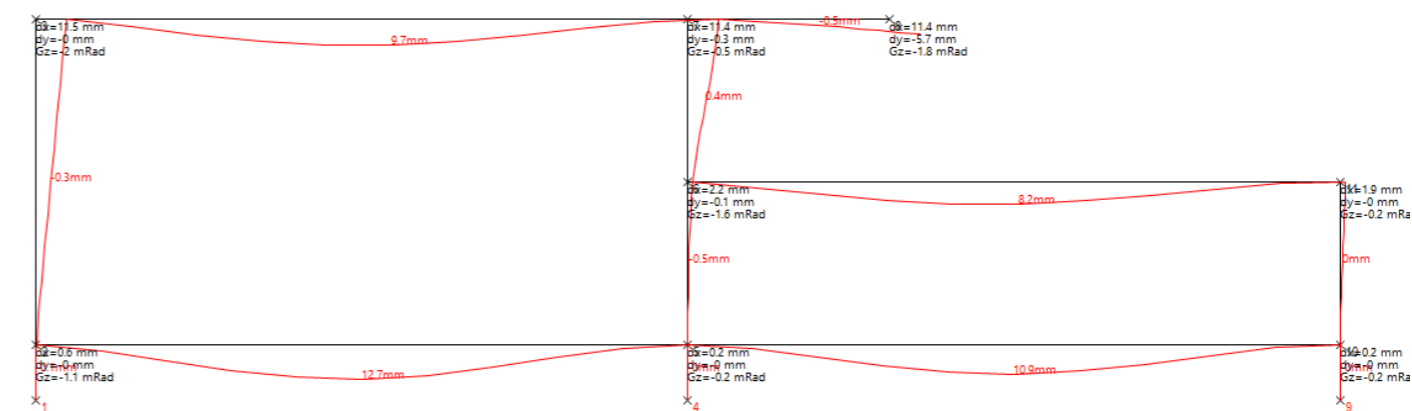 dx=11.5 mm
dy=-0 mm
Gz=-2 mRad
9.7mm
dx=11.4 mm
dy=-0.3 mm
Gz=-0.5 mRad
-0.5mm
dx=11.4 mm
dy=-5.7 mm
Gz=-1.8 mRad
0.4mm
-0.3mm
dx=2.2 mm
dy=-0.1 mm
Gz=-1.6 mRad
8.2mm
dx=1.9 mm
dy=-0 mm
Gz=-0.2 mRa
-0.5mm
0mm
dx=0.6 mm
dy=-0 mm
Gz=-1.1 mRad
12.7mm
dx=0.2 mm
dy=-0 mm
Gz=-0.2 mRad
10.9mm
dx=0.2 mm
dy=-0 mm
Gz=-0.2 mRa
1
4
9